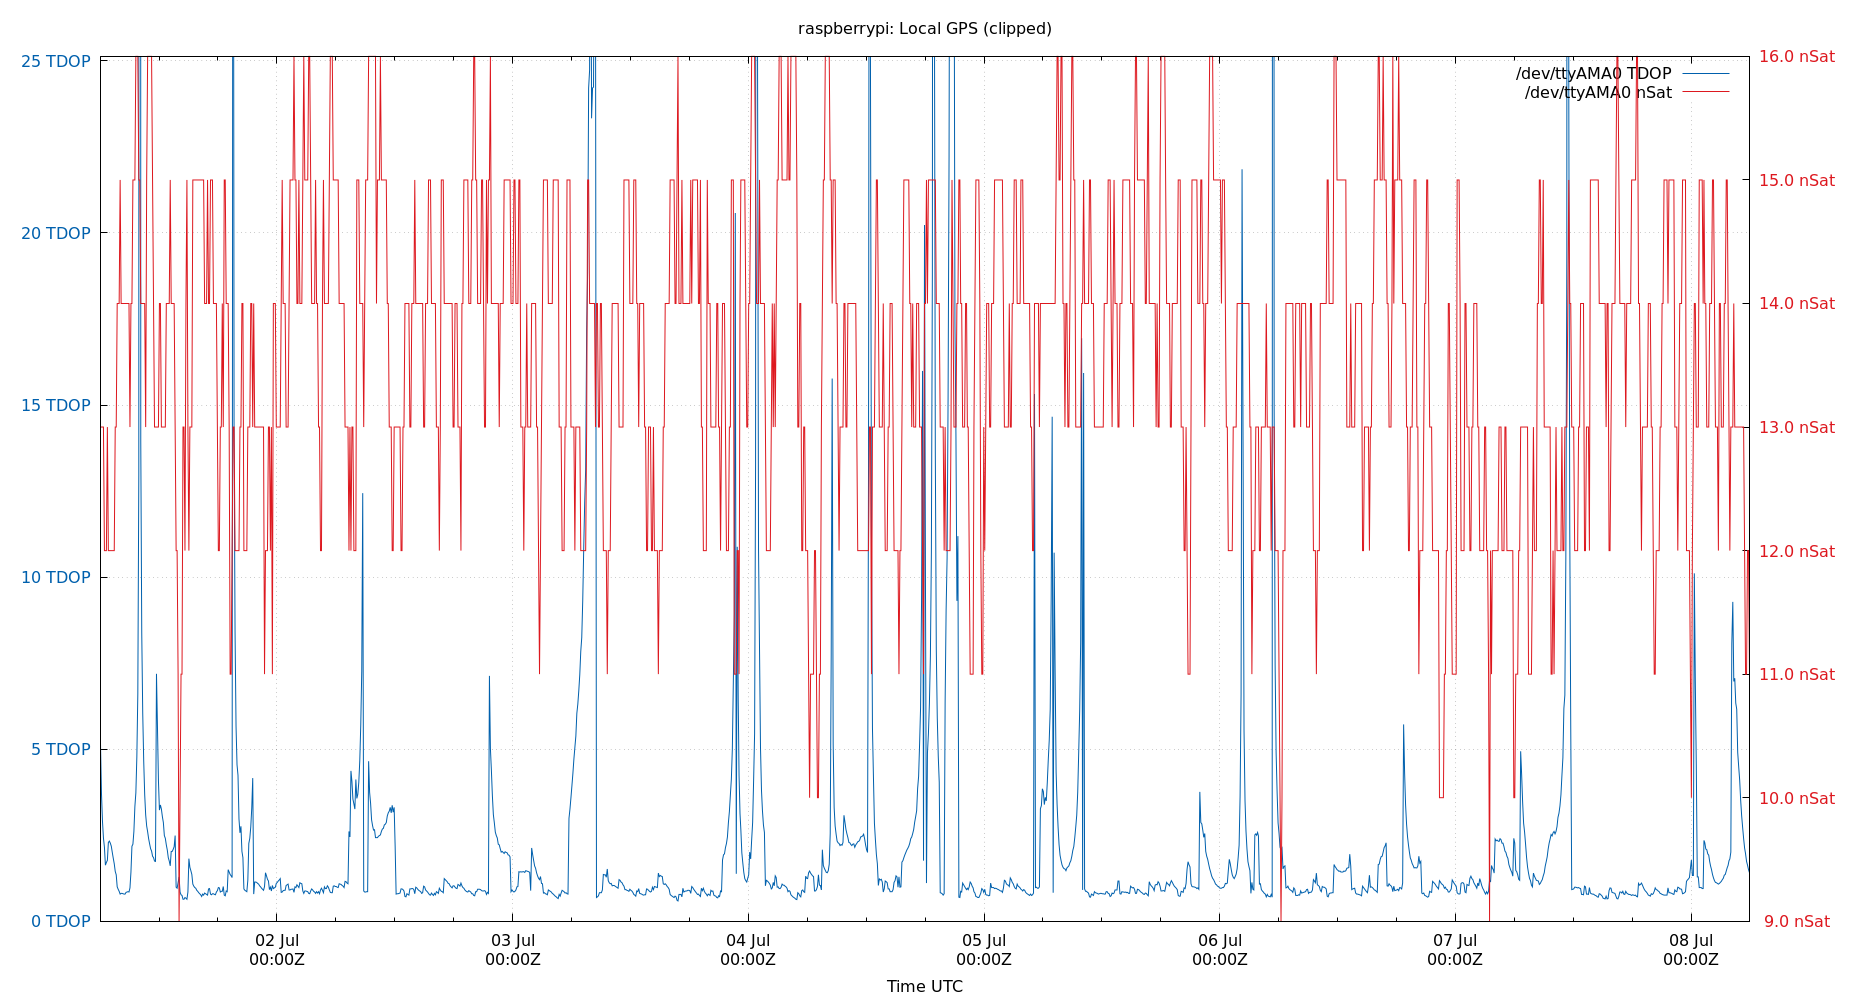 raspberrypi: Local GPS (clipped)
25 TDOP
20 TDOP
15 TDOP
10 TDOP
5 TDOP
0 TDOP
16.0 nSat
15.0 nSat
14.0 nSat
13.0 nSat
12.0 nSat
11.0 nSat
10.0 nSat
9.0 nSat
/dev/ttyAMA0 TDOP
/dev/ttyAMA0 nSat
02 Jul
00:00Z
03 Jul
00:00Z
04 Jul
00:00Z
05 Jul
00:00Z
06 Jul
00:00Z
07 Jul
00:00Z
08 Jul
00:00Z
Time UTC